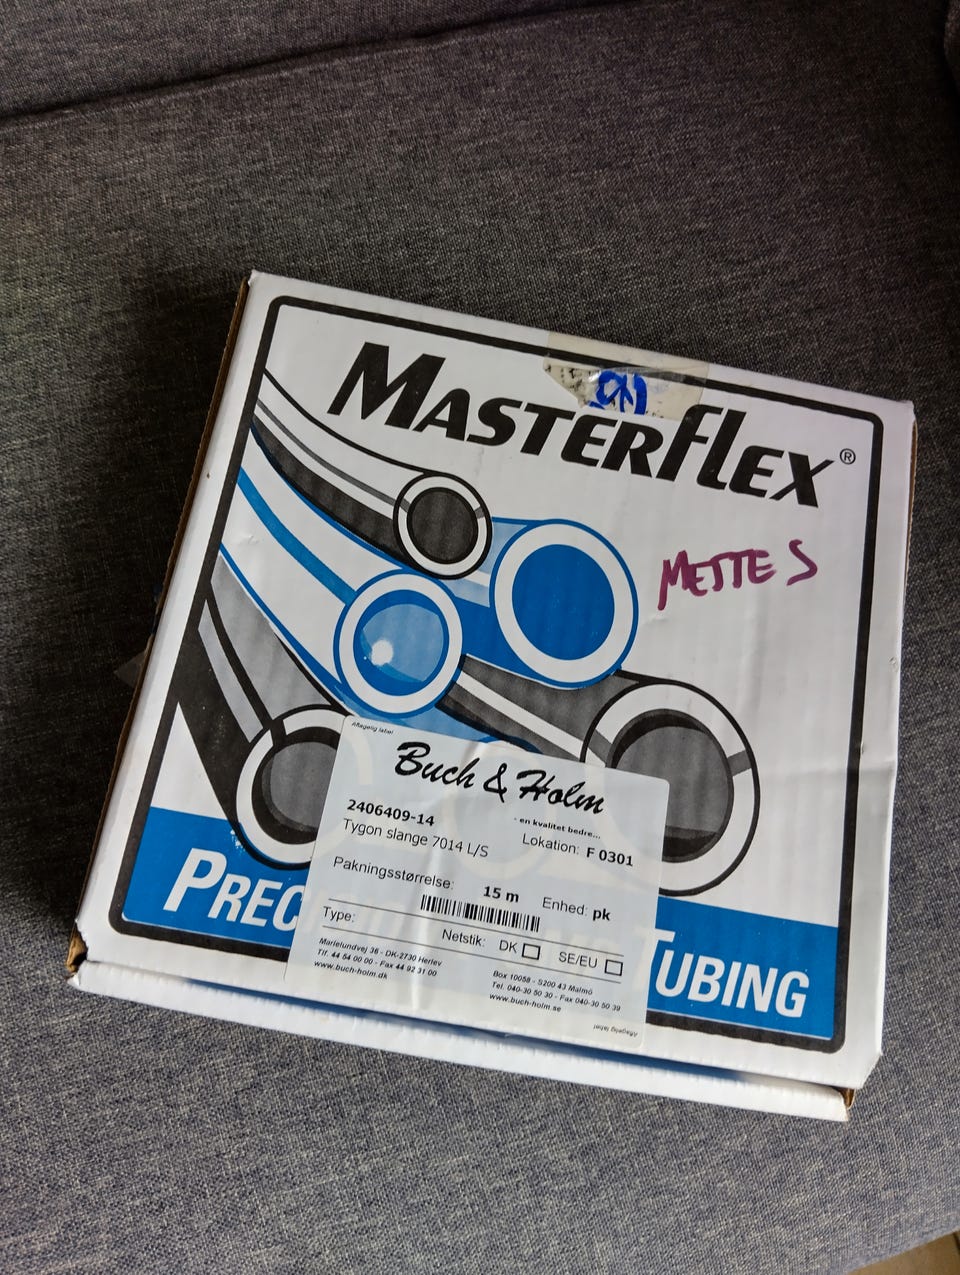 MASTERFLEX®
METTE S
Aftagelig label
Buch & Holm
- en kvalitet bedre...
2406409-14
Lokation: F 0301
Tygon slange 7014 L/S
Pakningsstørrelse: 15 m Enhed: pk
Type: Netstik: DK SE/EU
Marielundvej 36 - DK-2730 Herlev
Tlf. 44 54 00 00 - Fax 44 92 31 00
www.buch-holm.dk
Box 10058 - S200 43 Malmö
Tel. 040-30 50 30 - Fax 040-30 50 39
www.buch-holm.se
Aftagelig label
PREC
TUBING